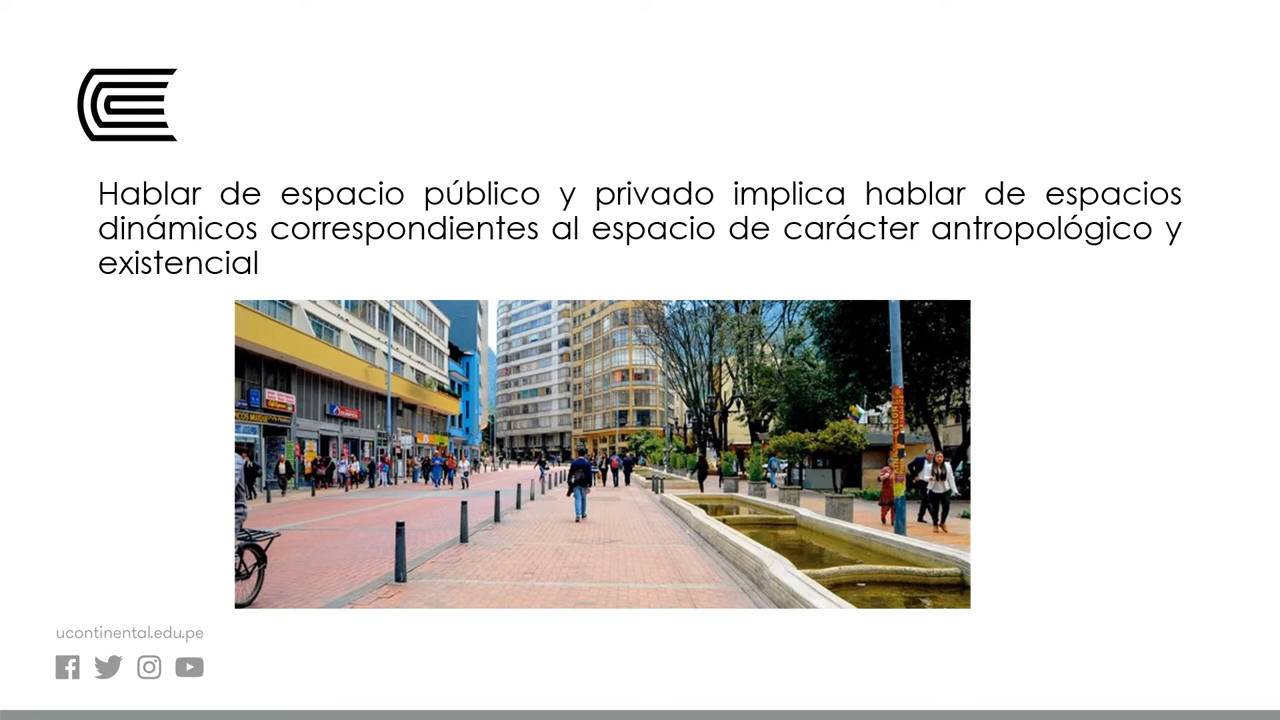 Hablar de espacio público y privado implica hablar de espacios
dinámicos correspondientes al espacio de carácter antropológico y
existencial
ucontinental.edu.pe